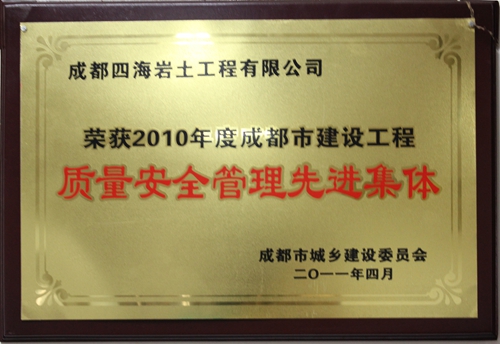 成都四海岩土工程有限公司
荣获2010年度成都市建设工程
质量安全管理先进集体
成都市城乡建设委员会
二〇一一年四月